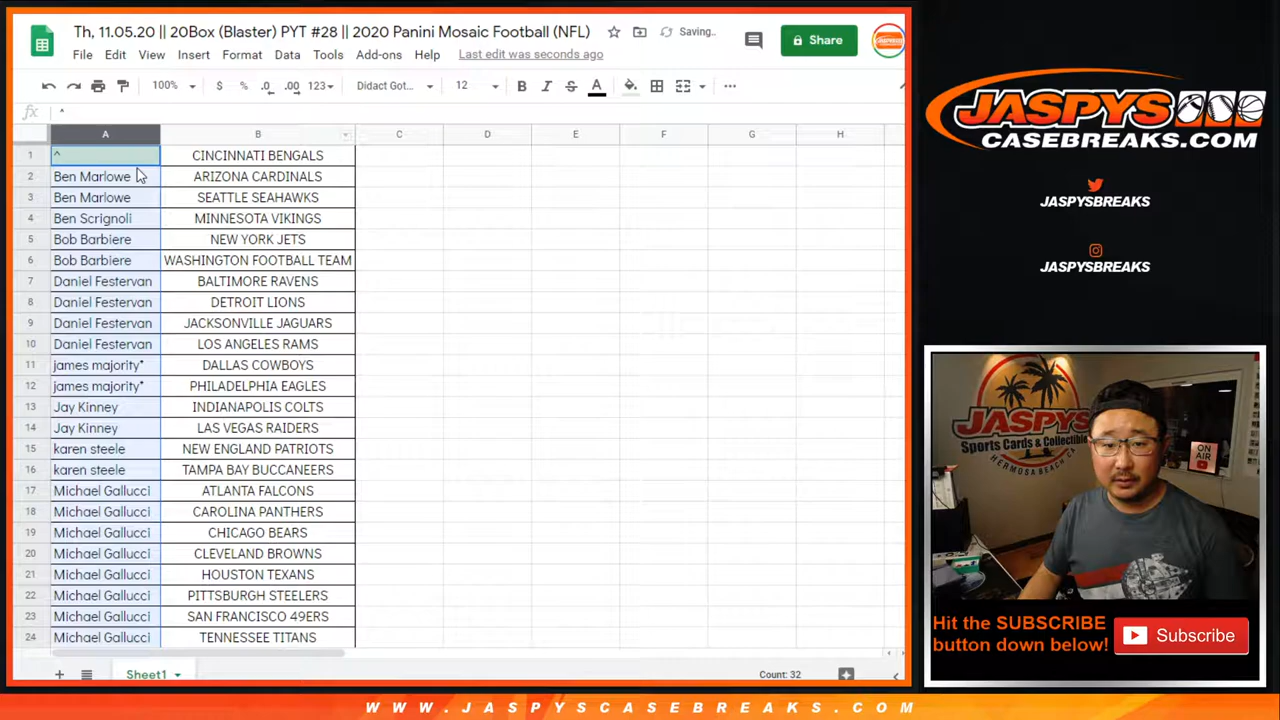 Th, 11.05.20 || 20Box (Blaster) PYT #28 || 2020 Panini Mosaic Football (NFL)
Saving..
Share
File Edit View Insert Format Data Tools Add-ons Help Last edit was seconds ago
100% $ % .0 .00 123 Didact Got... 12 B I S A
fx ^
A B C D E F G H
1 ^ CINCINNATI BENGALS
2 Ben Marlowe ARIZONA CARDINALS
3 Ben Marlowe SEATTLE SEAHAWKS
4 Ben Scrignoli MINNESOTA VIKINGS
5 Bob Barbiere NEW YORK JETS
6 Bob Barbiere WASHINGTON FOOTBALL TEAM
7 Daniel Festervan BALTIMORE RAVENS
8 Daniel Festervan DETROIT LIONS
9 Daniel Festervan JACKSONVILLE JAGUARS
10 Daniel Festervan LOS ANGELES RAMS
11 james majority* DALLAS COWBOYS
12 james majority* PHILADELPHIA EAGLES
13 Jay Kinney INDIANAPOLIS COLTS
14 Jay Kinney LAS VEGAS RAIDERS
15 karen steele NEW ENGLAND PATRIOTS
16 karen steele TAMPA BAY BUCCANEERS
17 Michael Gallucci ATLANTA FALCONS
18 Michael Gallucci CAROLINA PANTHERS
19 Michael Gallucci CHICAGO BEARS
20 Michael Gallucci CLEVELAND BROWNS
21 Michael Gallucci HOUSTON TEXANS
22 Michael Gallucci PITTSBURGH STEELERS
23 Michael Gallucci SAN FRANCISCO 49ERS
24 Michael Gallucci TENNESSEE TITANS
Sheet1
Count: 32
JASPYS
CASEBREAKS.COM
JASPYSBREAKS
JASPYSBREAKS
JASPYS
Sports Cards & Collectibles
HERMOSA BEACH CA
ON
AIR
Hit the SUBSCRIBE
button down below!
Subscribe
WWW.JASPYSCASEBREAKS.COM